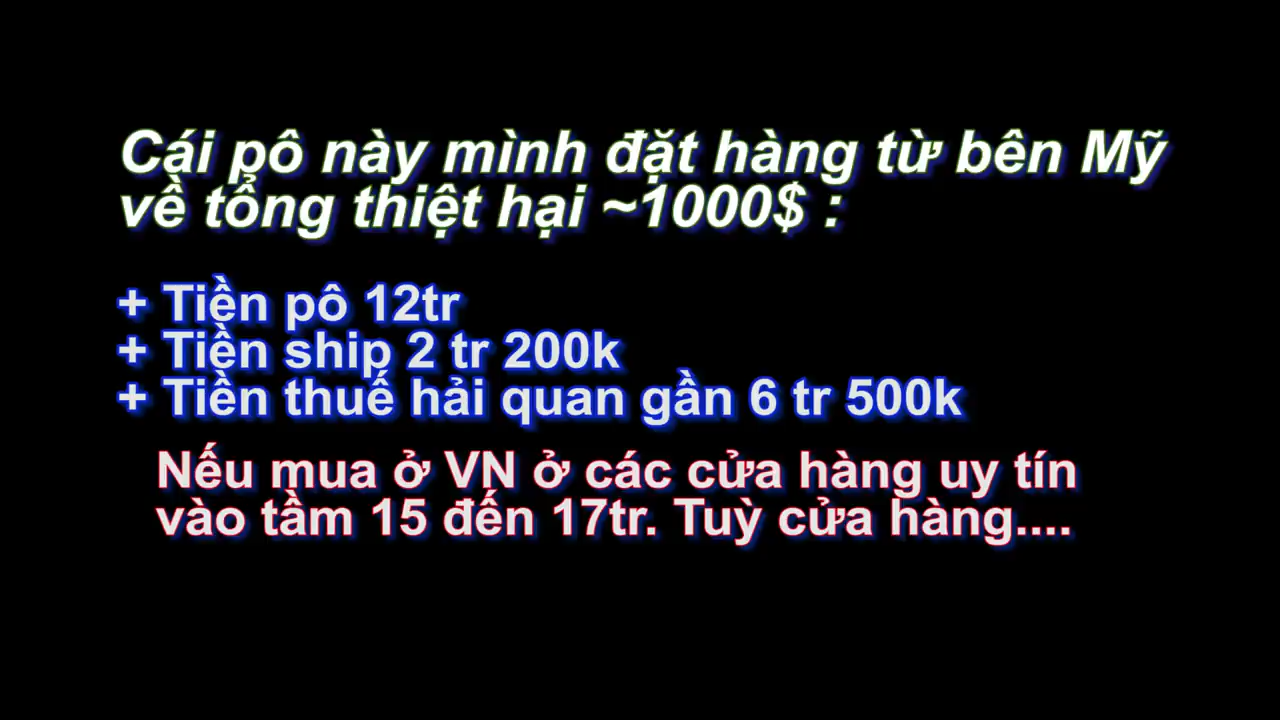 Cái pô này mình đặt hàng từ bên Mỹ
về tổng thiệt hại ~1000$ :
+ Tiền pô 12tr
+ Tiền ship 2 tr 200k
+ Tiền thuế hải quan gần 6 tr 500k
Nếu mua ở VN ở các cửa hàng uy tín
vào tầm 15 đến 17tr. Tuỳ cửa hàng....